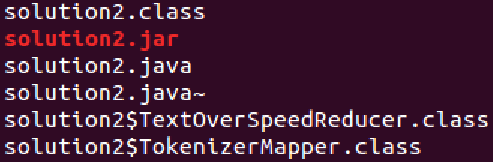 solution2.class
solution2.jar
solution2.java
solution2.java~
solution2$TextOverSpeedReducer.class
solution2$TokenizerMapper.class